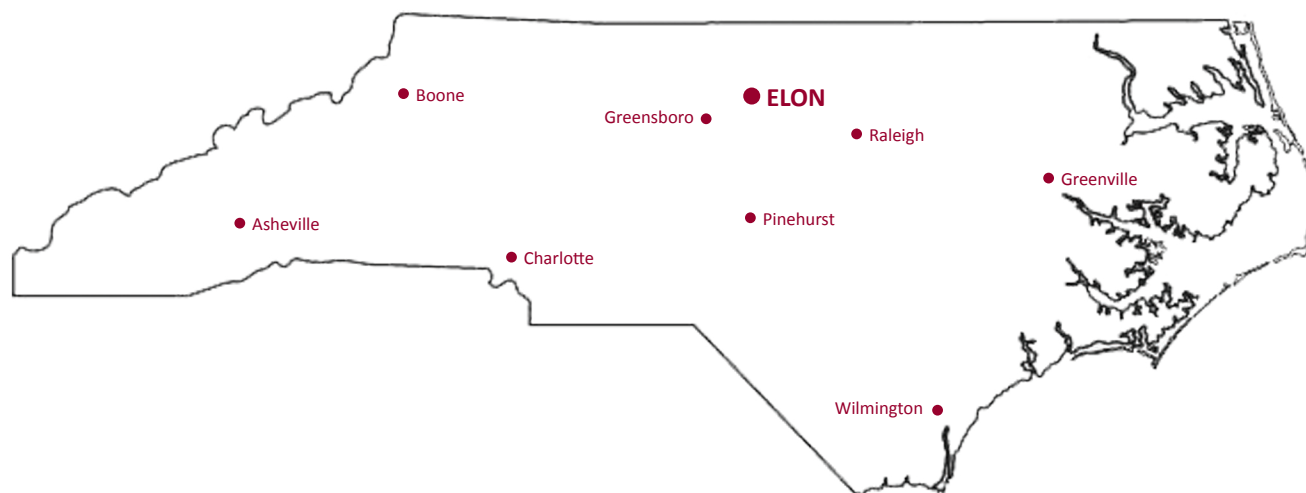 Boone
ELON
Greensboro
Raleigh
Greenville
Asheville
Pinehurst
Charlotte
Wilmington